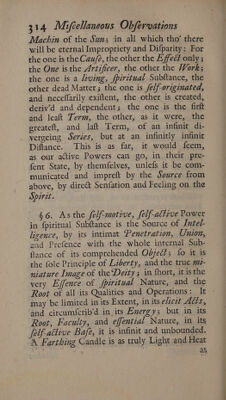 314 Miſcellaneous Obſervations
Machin of the Sun; in all which tho' there
will be eternal Impropriety and Diſparity: For
the one is the Cauſe, the other the Effect only;
the One is the Artificer, the other the Work;
the one is a living, ſpiritual Subſtance, the
other dead Matter; the one is ſelf-originated,
and neceſſarily exiſtent, the other is created,
deriv'd and dependent; the one is the firſt
and leaſt Term, the other, as it were, the
greateſt, and laſt Term, of an infinit di-
vergeing Series, but at an infinitly infinit
Diſtance. This is as far, it would ſeem,
as our active Powers can go, in their pre-
ſent State, by themſelves, unleſs it be com-
municated and impreſt by the Source from
above, by direct Senſation and Feeling on the
Spirit.
§ 6. As the ſelf-motive, ſelf-active Power
in ſpiritual Subſtance is the Source of Intel-
ligence, by its intimat Penetration, Union,
and Preſence with the whole internal Sub-
ſtance of its comprehended Object; ſo it is
the ſole Principle of Liberty, and the true mi-
niature Image of the Deity; in ſhort, it is the
very Eſſence of ſpiritual Nature, and the
Root of all its Qualities and Operations: It
may be limited in its Extent, in its elicit Acts,
and circumſcrib'd in its Energy; but in its
Root, Faculty, and eſſential Nature, in its
ſelf-active Baſe, it is infinit and unbounded.
A Farthing Candle is as truly Light and Heat
as